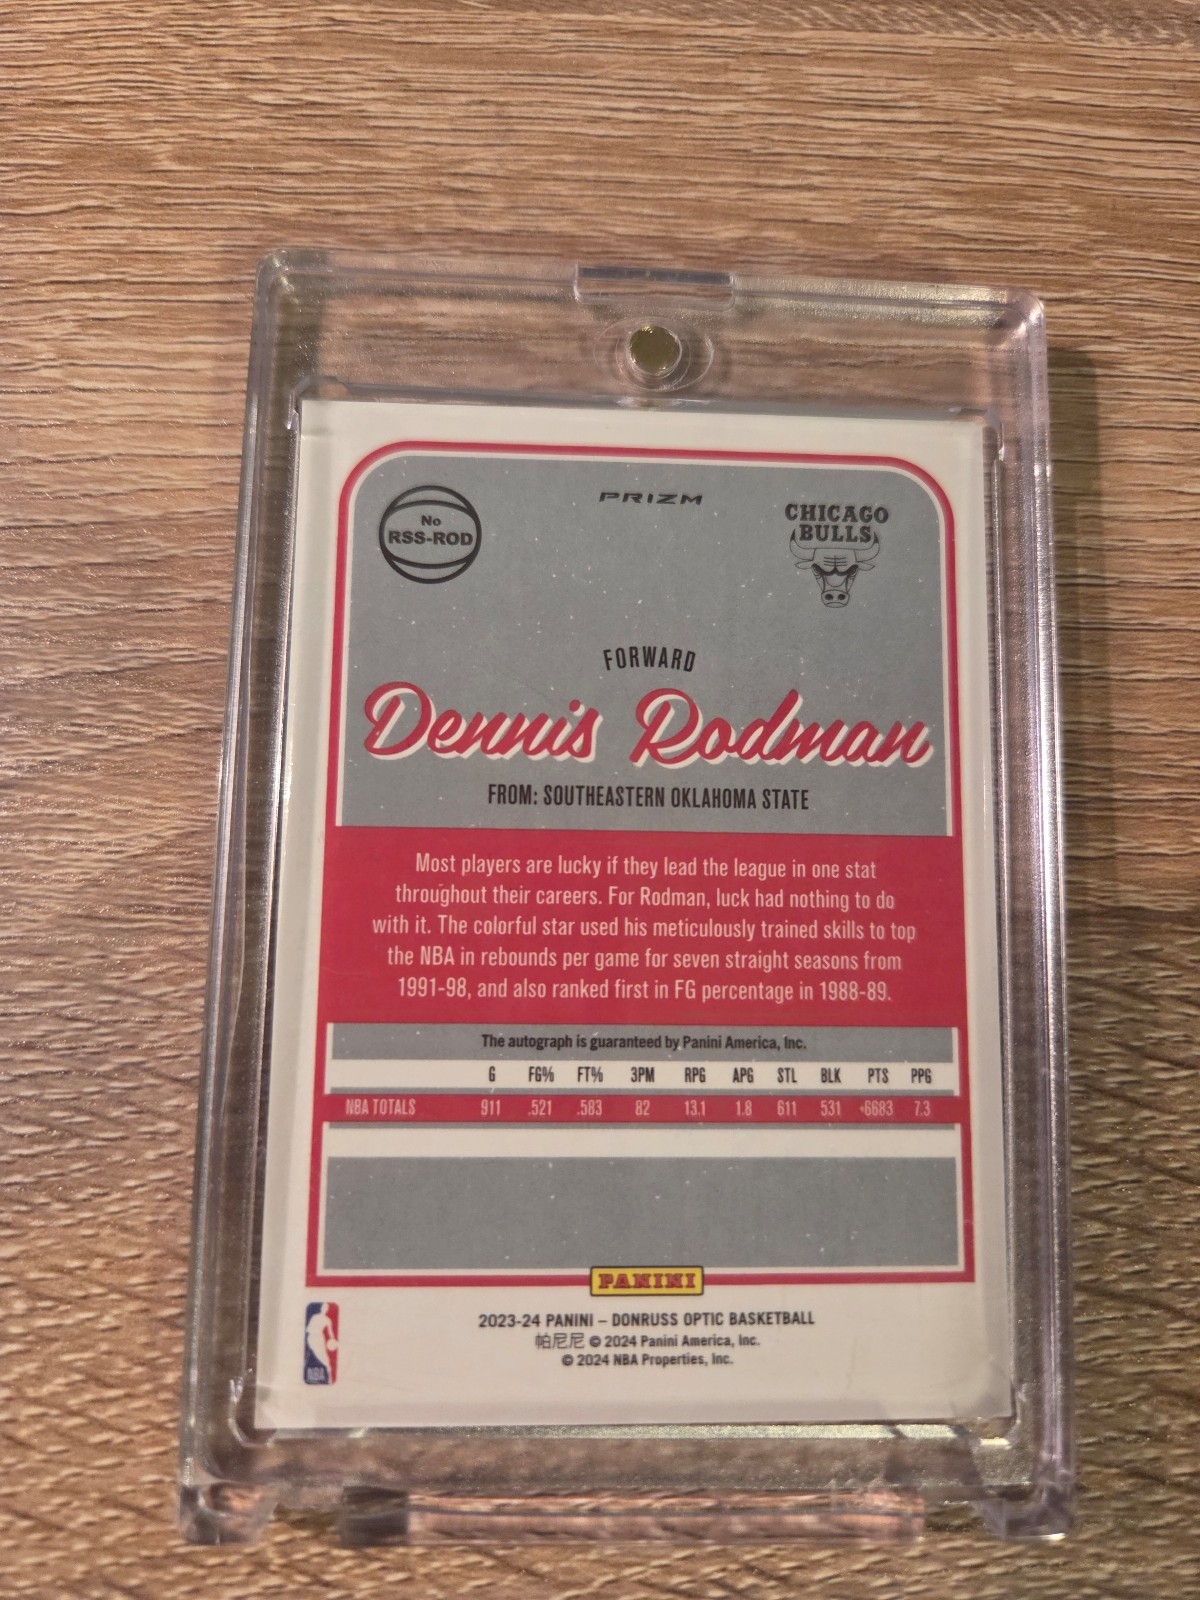 PRIZM
No
RSS-ROD
CHICAGO
BULLS
FORWARD
Dennis Rodman
FROM: SOUTHEASTERN OKLAHOMA STATE
Most players are lucky if they lead the league in one stat
throughout their careers. For Rodman, luck had nothing to do
with it. The colorful star used his meticulously trained skills to top
the NBA in rebounds per game for seven straight seasons from
1991-98, and also ranked first in FG percentage in 1988-89.
The autograph is guaranteed by Panini America, Inc.
G FG% FT% 3PM RPG APG STL BLK PTS PPG
NBA TOTALS 911 .521 .583 82 13.1 1.8 611 531 •6683 7.3
PANINI
2023-24 PANINI – DONRUSS OPTIC BASKETBALL
帕尼尼 © 2024 Panini America, Inc.
© 2024 NBA Properties, Inc.
NBA